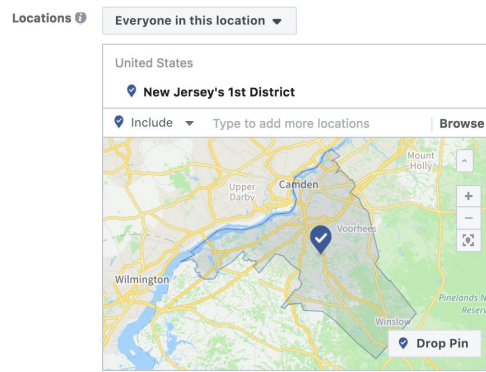 Locations
Everyone in this location
United States
New Jersey's 1st District
Include Type to add more locations Browse
Mount
Holly
Upper
Darby
Camden
Voorhees
Wilmington
Pinelands N
Reserv
Winslow
Drop Pin